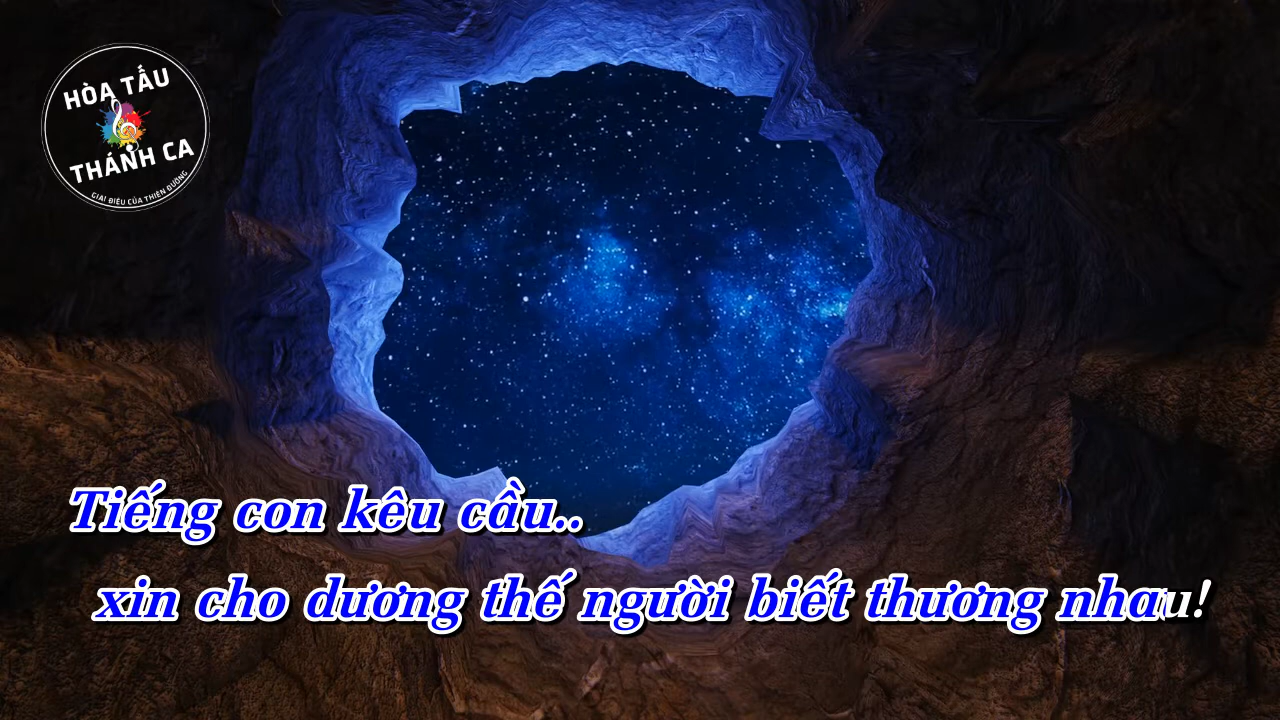 HÒA TẤU
THÁNH CA
GIAI ĐIỆU CỦA THIÊN ĐƯỜNG
Tiếng con kêu cầu..
xin cho dương thế người biết thương nhau!